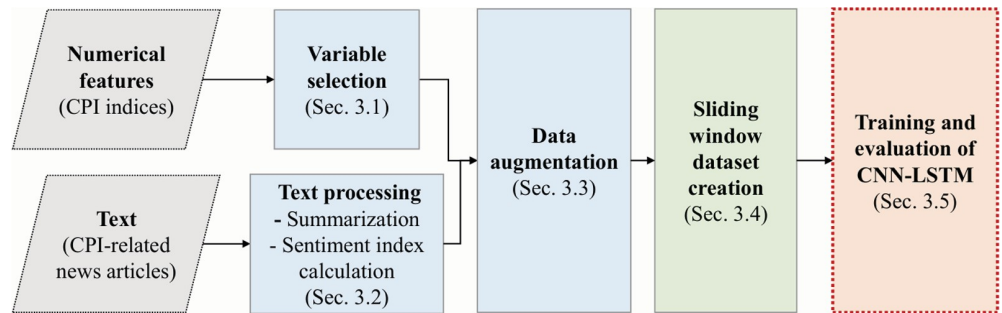 Numerical
features
(CPI indices)
Variable
selection
(Sec. 3.1)
Text
(CPI-related
news articles)
Text processing
- Summarization
- Sentiment index
calculation
(Sec. 3.2)
Data
augmentation
(Sec. 3.3)
Sliding
window
dataset
creation
(Sec. 3.4)
Training and
evaluation of
CNN-LSTM
(Sec. 3.5)